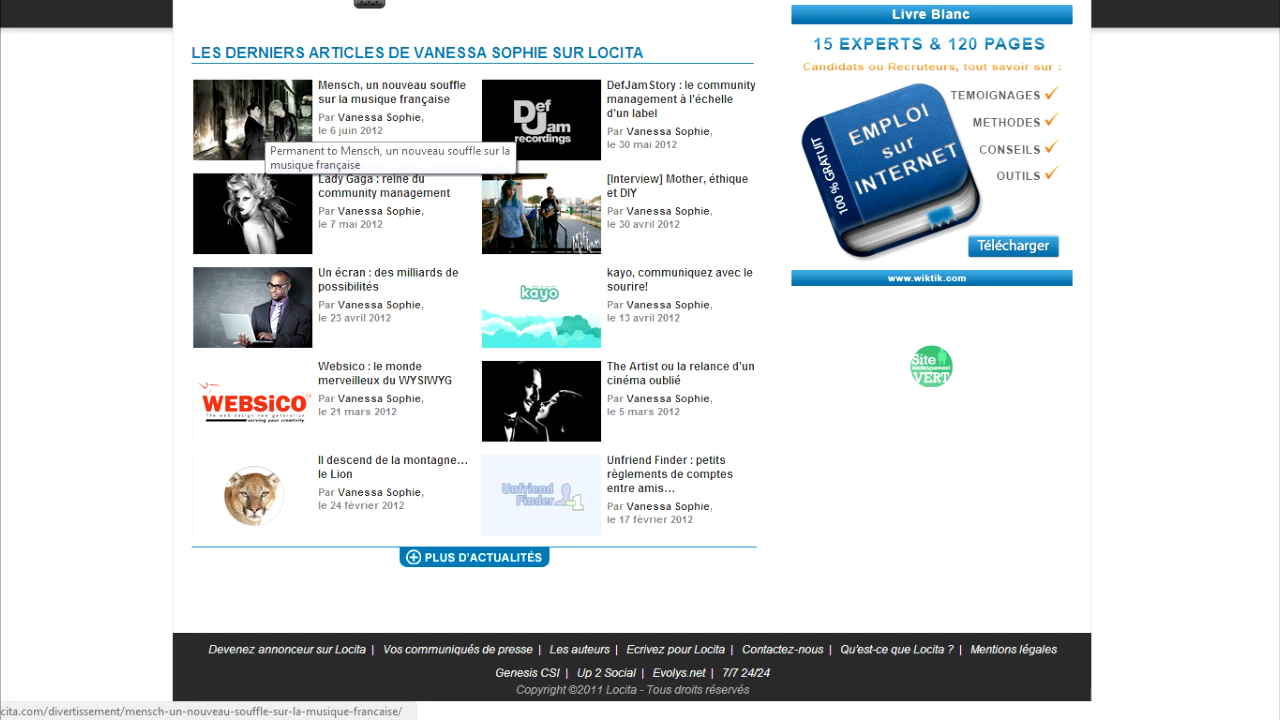 LES DERNIERS ARTICLES DE VANESSA SOPHIE SUR LOCITA
Mensch, un nouveau souffle
sur la musique française
Par Vanessa Sophie,
le 6 juin 2012
Permanent to Mensch, un nouveau souffle sur la
musique française
Def
Jam
recordings
DefJamStory : le community
management à l'échelle
d'un label
Par Vanessa Sophie,
le 30 mai 2012
Lady Gaga : reine du
community management
Par Vanessa Sophie,
le 7 mai 2012
[Interview] Mother, éthique
et DIY
Par Vanessa Sophie,
le 30 avril 2012
Un écran : des milliards de
possibilités
Par Vanessa Sophie,
le 23 avril 2012
kayo
kayo, communiquez avec le
sourire!
Par Vanessa Sophie,
le 13 avril 2012
WEBSiCO
The web design new generation
serving your creativity
Websico : le monde
merveilleux du WYSIWYG
Par Vanessa Sophie,
le 21 mars 2012
The Artist ou la relance d'un
cinéma oublié
Par Vanessa Sophie,
le 5 mars 2012
Il descend de la montagne…
le Lion
Par Vanessa Sophie,
le 24 février 2012
Unfriend
Finder
-1
Unfriend Finder : petits
règlements de comptes
entre amis…
Par Vanessa Sophie,
le 17 février 2012
PLUS D'ACTUALITÉS
Livre Blanc
15 EXPERTS & 120 PAGES
Candidats ou Recruteurs, tout savoir sur :
TEMOIGNAGES
METHODES
CONSEILS
OUTILS
100 % GRATUIT
EMPLOI
sur
INTERNET
Télécharger
www.wiktik.com
Site
VERT
Devenez annonceur sur Locita | Vos communiqués de presse | Les auteurs | Ecrivez pour Locita | Contactez-nous | Qu'est-ce que Locita ? | Mentions légales
Genesis CSI | Up 2 Social | Evolys.net | 7/7 24/24
Copyright ©2011 Locita - Tous droits réservés
cita.com/divertissement/mensch-un-nouveau-souffle-sur-la-musique-francaise/